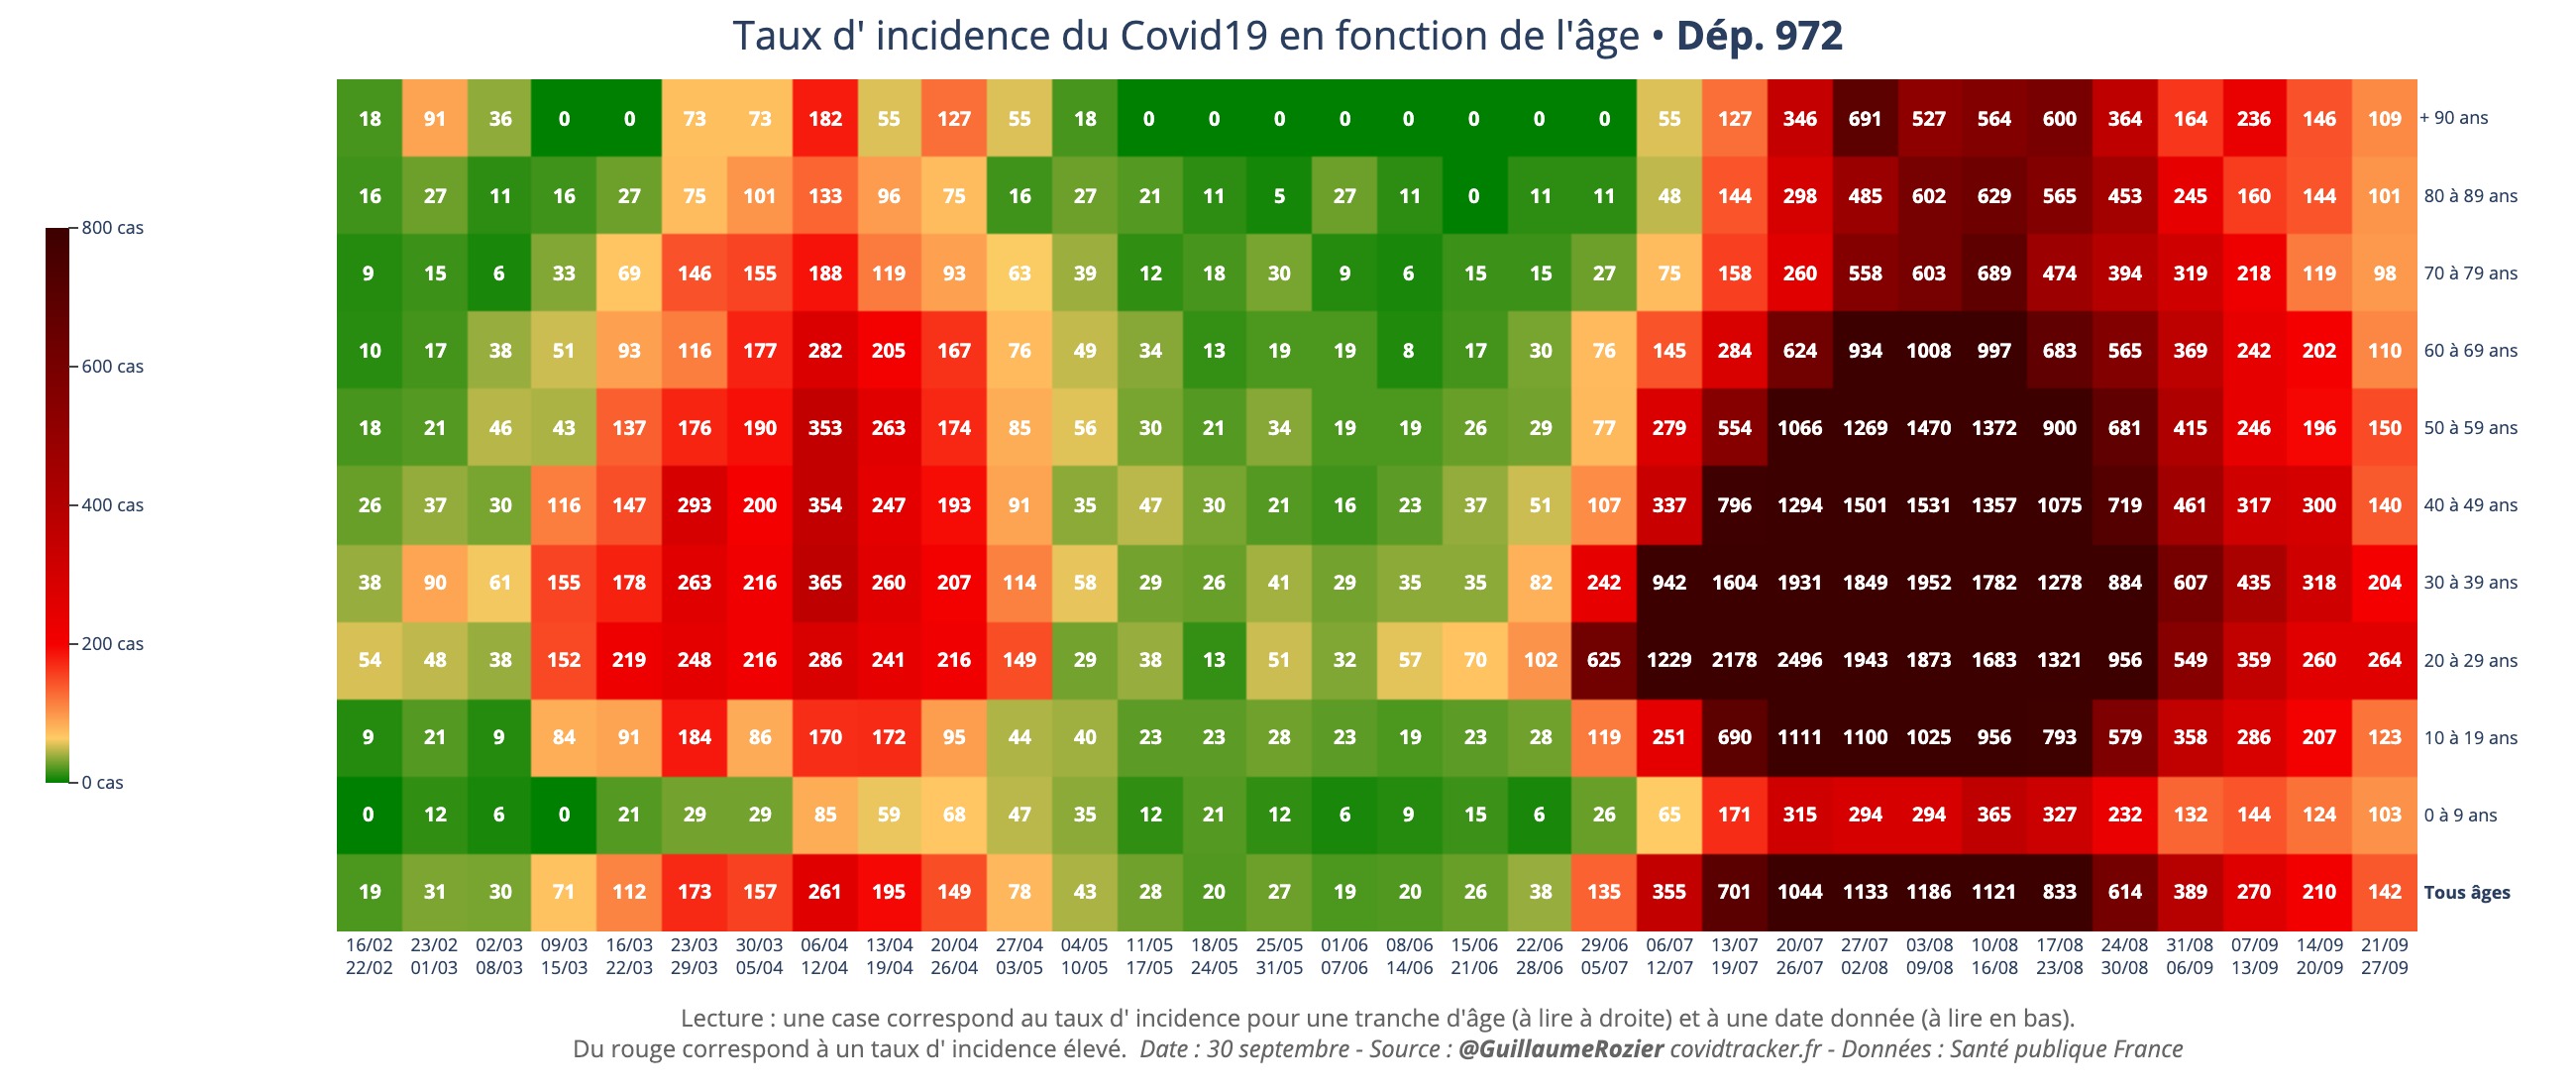 Taux d' incidence du Covid19 en fonction de l'âge • Dép. 972
800 cas
600 cas
400 cas
200 cas
0 cas
18 91 36 0 0 73 73 182 55 127 55 18 0 0 0 0 0 0 0 0 55 127 346 691 527 564 600 364 164 236 146 109 + 90 ans
16 27 11 16 27 75 101 133 96 75 16 27 21 11 5 27 11 0 11 11 48 144 298 485 602 629 565 453 245 160 144 101 80 à 89 ans
9 15 6 33 69 146 155 188 119 93 63 39 12 18 30 9 6 15 15 27 75 158 260 558 603 689 474 394 319 218 119 98 70 à 79 ans
10 17 38 51 93 116 177 282 205 167 76 49 34 13 19 19 8 17 30 76 145 284 624 934 1008 997 683 565 369 242 202 110 60 à 69 ans
18 21 46 43 137 176 190 353 263 174 85 56 30 21 34 19 19 26 29 77 279 554 1066 1269 1470 1372 900 681 415 246 196 150 50 à 59 ans
26 37 30 116 147 293 200 354 247 193 91 35 47 30 21 16 23 37 51 107 337 796 1294 1501 1531 1357 1075 719 461 317 300 140 40 à 49 ans
38 90 61 155 178 263 216 365 260 207 114 58 29 26 41 29 35 35 82 242 942 1604 1931 1849 1952 1782 1278 884 607 435 318 204 30 à 39 ans
54 48 38 152 219 248 216 286 241 216 149 29 38 13 51 32 57 70 102 625 1229 2178 2496 1943 1873 1683 1321 956 549 359 260 264 20 à 29 ans
9 21 9 84 91 184 86 170 172 95 44 40 23 23 28 23 19 23 28 119 251 690 1111 1100 1025 956 793 579 358 286 207 123 10 à 19 ans
0 12 6 0 21 29 29 85 59 68 47 35 12 21 12 6 9 15 6 26 65 171 315 294 294 365 327 232 132 144 124 103 0 à 9 ans
19 31 30 71 112 173 157 261 195 149 78 43 28 20 27 19 20 26 38 135 355 701 1044 1133 1186 1121 833 614 389 270 210 142 Tous âges
16/02 23/02 02/03 09/03 16/03 23/03 30/03 06/04 13/04 20/04 27/04 04/05 11/05 18/05 25/05 01/06 08/06 15/06 22/06 29/06 06/07 13/07 20/07 27/07 03/08 10/08 17/08 24/08 31/08 07/09 14/09 21/09
22/02 01/03 08/03 15/03 22/03 29/03 05/04 12/04 19/04 26/04 03/05 10/05 17/05 24/05 31/05 07/06 14/06 21/06 28/06 05/07 12/07 19/07 26/07 02/08 09/08 16/08 23/08 30/08 06/09 13/09 20/09 27/09
Lecture : une case correspond au taux d' incidence pour une tranche d'âge (à lire à droite) et à une date donnée (à lire en bas).
Du rouge correspond à un taux d' incidence élevé. Date : 30 septembre - Source : @GuillaumeRozier covidtracker.fr - Données : Santé publique France